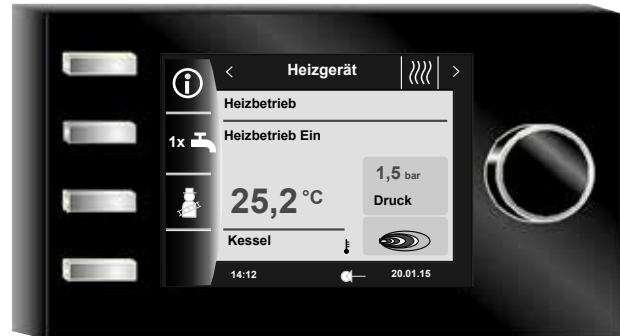 < Heizgerät >
Heizbetrieb
1x
Heizbetrieb Ein
1,5 bar
Druck
25,2 °C
Kessel
14:12
20.01.15